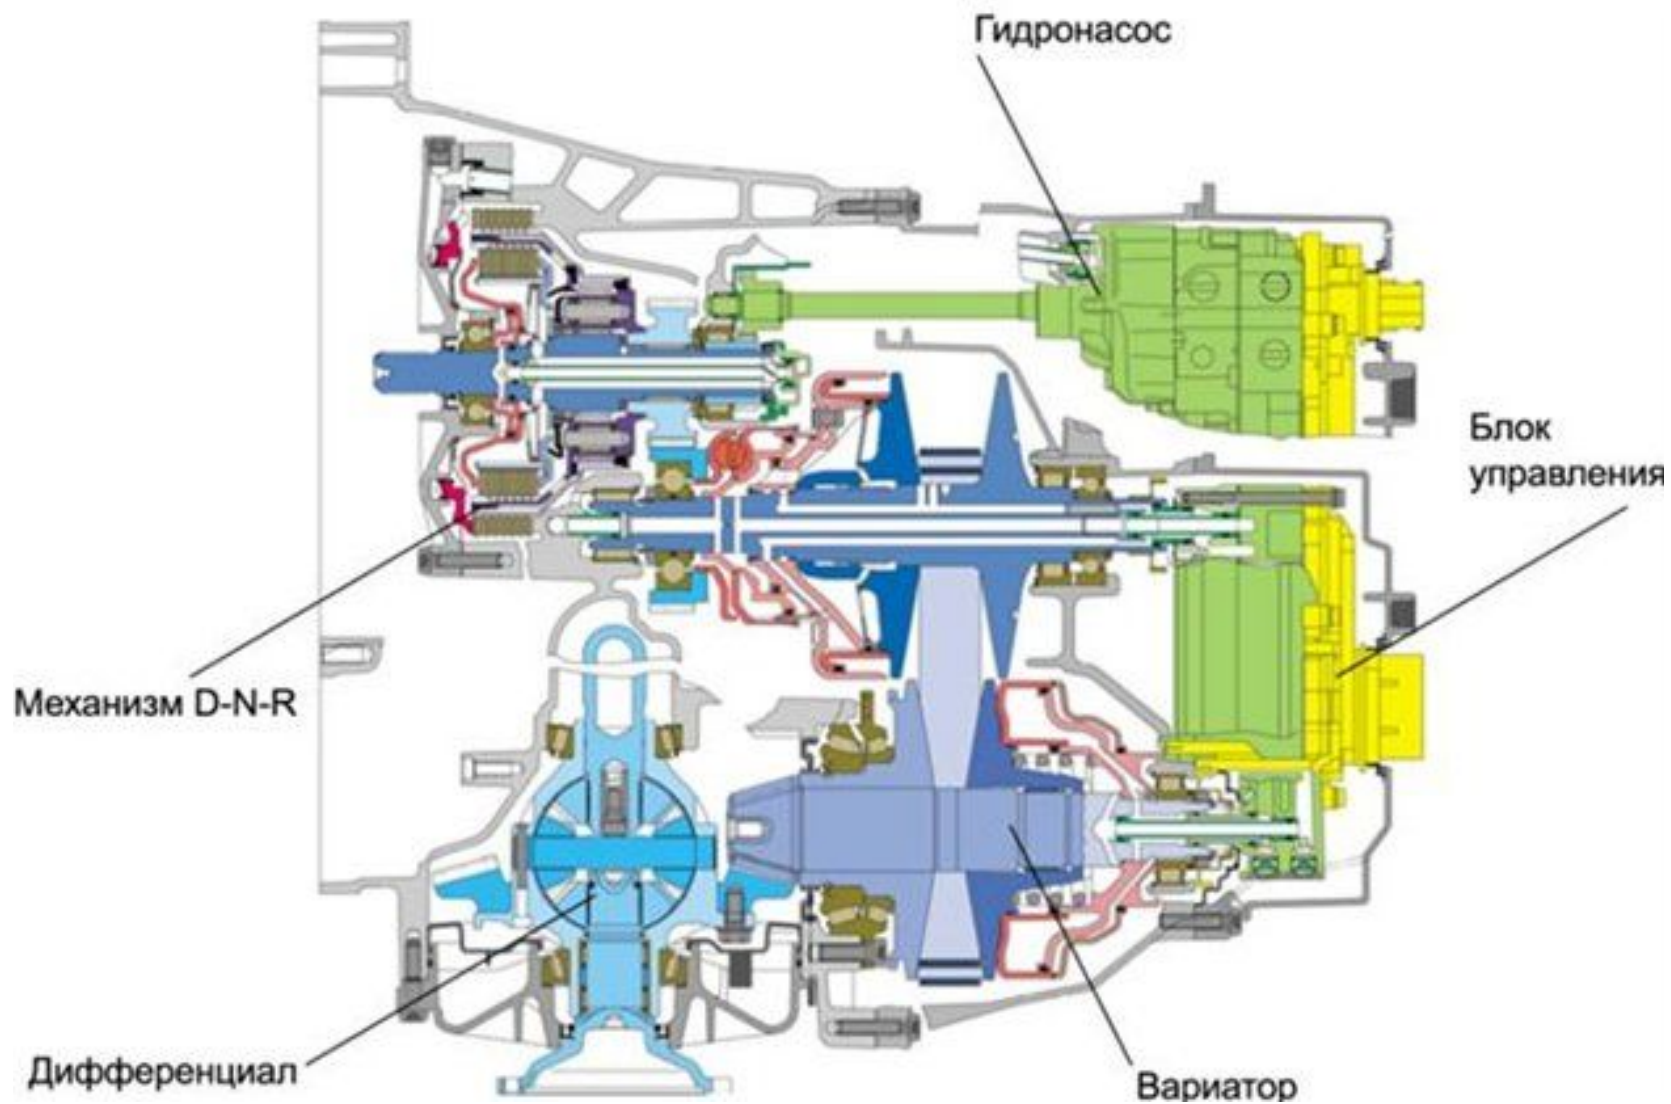 Гидронасос
Блок
управления
Механизм D-N-R
Дифференциал
Вариатор